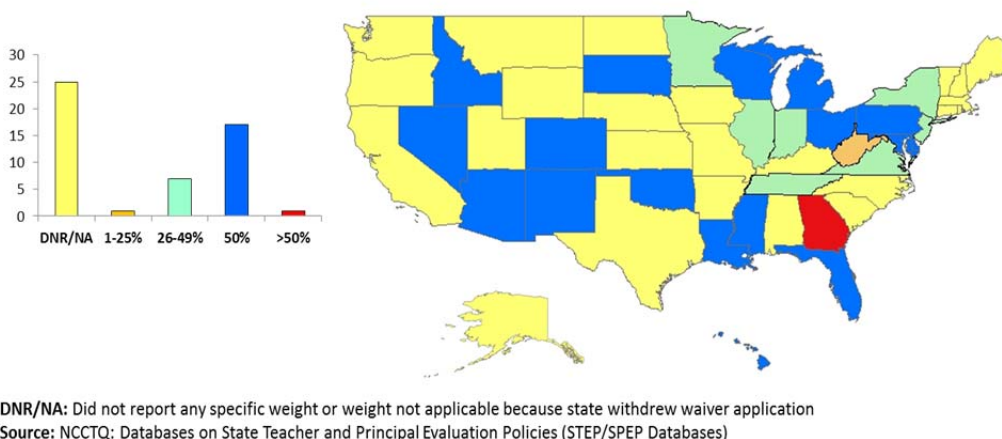 30
25
20
15
10
5
0
DNR/NA 1-25% 26-49% 50% >50%
DNR/NA: Did not report any specific weight or weight not applicable because state withdrew waiver application
Source: NCCTQ: Databases on State Teacher and Principal Evaluation Policies (STEP/SPEP Databases)